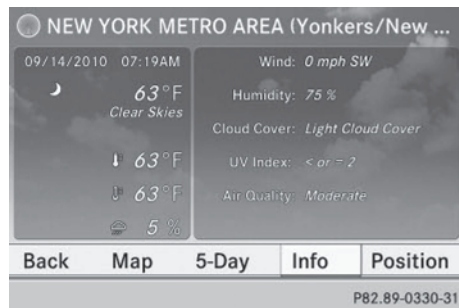 NEW YORK METRO AREA (Yonkers/New ...
09/14/2010 07:19AM
63°F
Clear Skies
63°F
63°F
5 %
Wind: 0 mph SW
Humidity: 75 %
Cloud Cover: Light Cloud Cover
UV Index: < or = 2
Air Quality: Moderate
Back Map 5-Day Info Position
P82.89-0330-31